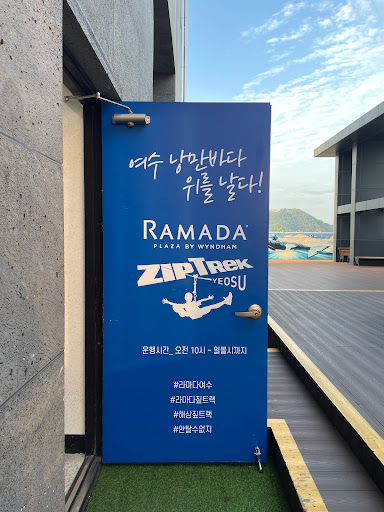 여수 낭만바다
위를 날다!
RAMADA
PLAZA BY WYNDHAM
ZIPTREK
YEOSU
운행시간_ 오전 10시 - 일몰시까지
#라마다여수
#라마다짚트랙
#해상짚트랙
#안탈수없지